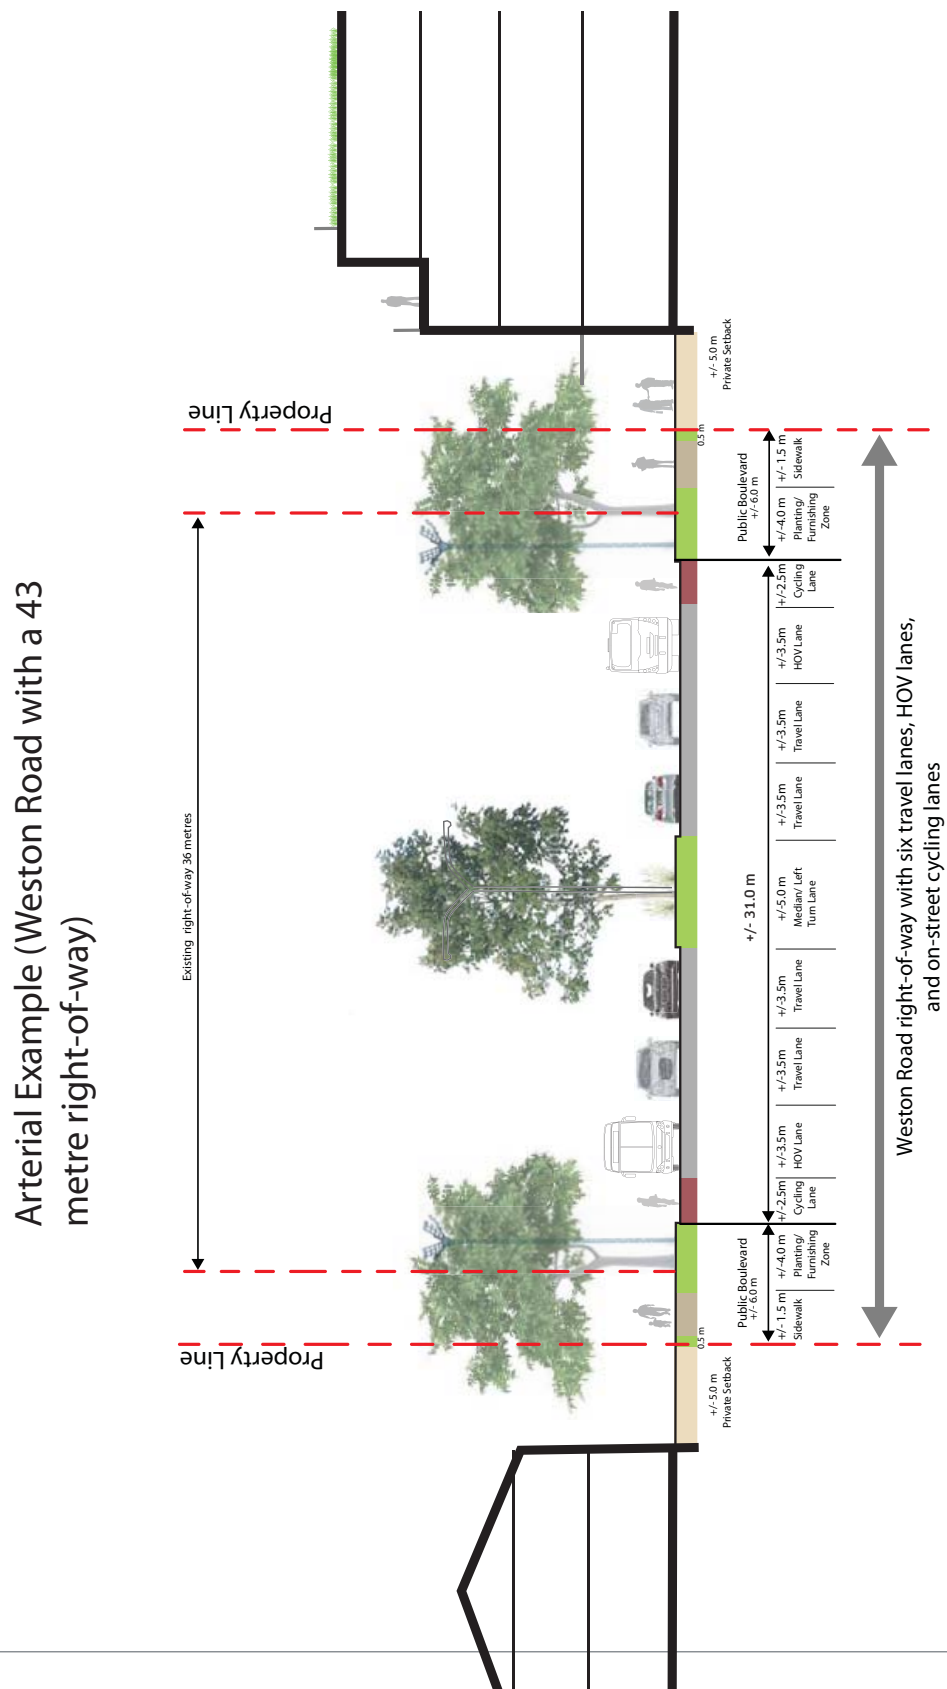 Arterial Example (Weston Road with a 43
metre right-of-way)
Existing right-of-way 36 metres
Property Line
Property Line
+/- 5.0 m
Private Setback
0.5 m
Public Boulevard
+/- 6.0 m
+/- 1.5 m
Sidewalk
+/-4.0 m
Planting/
Furnishing
Zone
+/- 31.0 m
+/-2.5m
Cycling
Lane
+/-3.5m
HOV Lane
+/-3.5m
Travel Lane
+/-3.5m
Travel Lane
+/-5.0 m
Median/ Left
Turn Lane
+/-3.5m
Travel Lane
+/-3.5m
Travel Lane
+/-3.5m
HOV Lane
+/-2.5m
Cycling
Lane
Public Boulevard
+/- 6.0 m
+/-4.0 m
Planting/
Furnishing
Zone
+/- 1.5 m
Sidewalk
0.5 m
+/- 5.0 m
Private Setback
Weston Road right-of-way with six travel lanes, HOV lanes,
and on-street cycling lanes